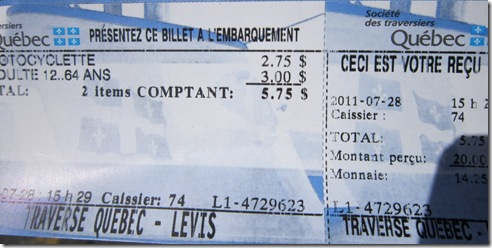 versiers
Québec
PRÉSENTEZ CE BILLET A L'EMBARQUEMENT
OTOCYCLETTE 2.75 $
DULTE 12..64 ANS 3.00 $
TAL: 2 items COMPTANT: 5.75 $
07-28 - 15 h 29 Caissier: 74 L1-4729623
TRAVERSE QUEBEC - LEVIS
Société
des traversiers
Québec
CECI EST VOTRE REÇU
2011-07-28 15 h 2
Caissier : 74
TOTAL: 5.75
Montant perçu: 20.00
Monnaie: 14.25
L1-4729623
TRAVERSE QUEBEC